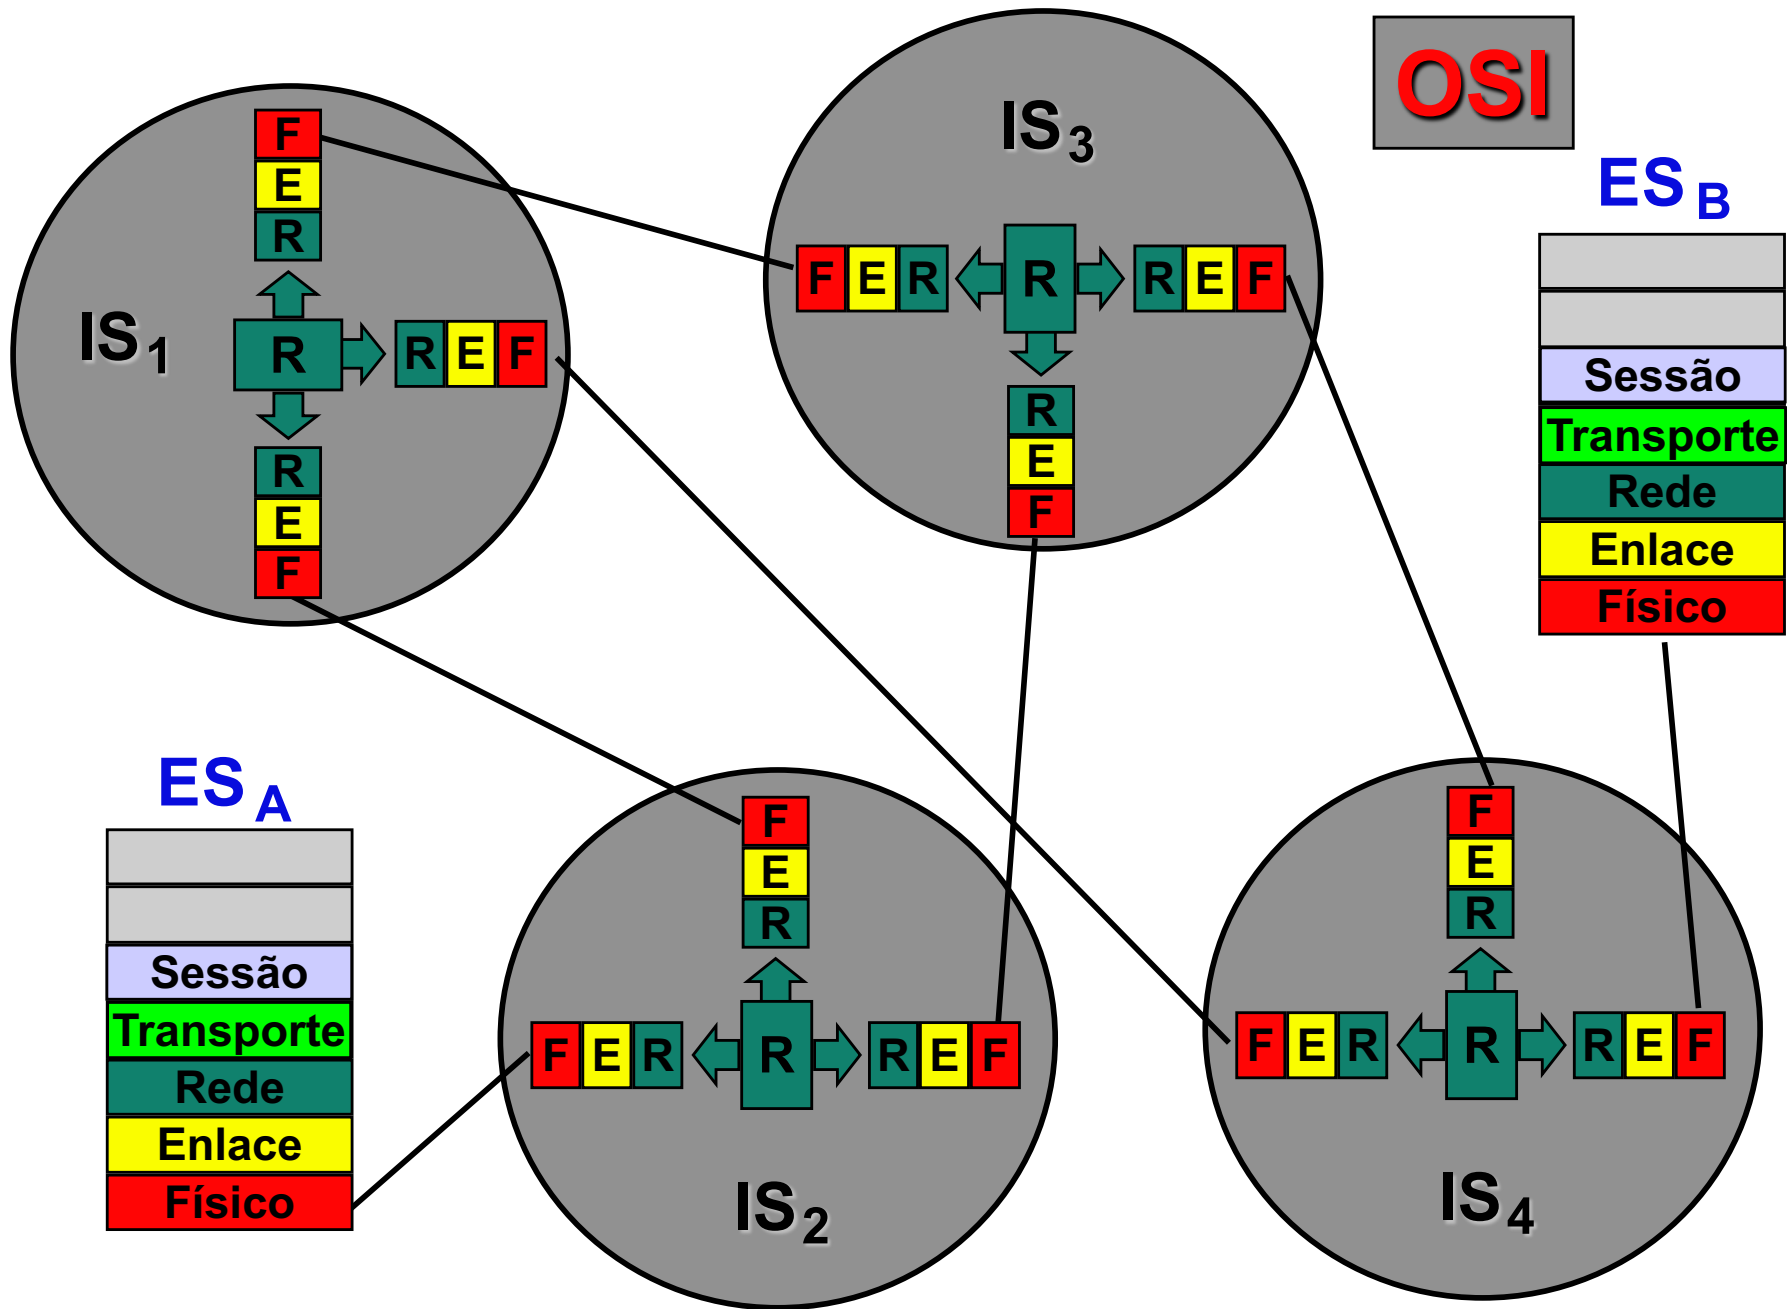 OSI
IS1
F
E
R
R
R E F
R
E
F
IS3
F E R
R
R E F
R
E
F
ES B
Sessão
Transporte
Rede
Enlace
Físico
ES A
Sessão
Transporte
Rede
Enlace
Físico
F
E
R
F E R
R
R E F
IS2
F
E
R
F E R
R
R E F
IS4